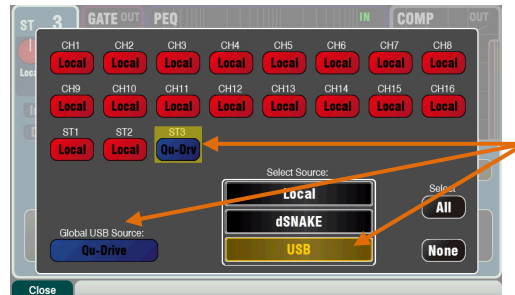 ST 3 GATE OUT PEQ IN COMP OUT
CH1 CH2 CH3 CH4 CH5 CH6 CH7 CH8
Local Local Local Local Local Local Local Local
CH9 CH10 CH11 CH12 CH13 CH14 CH15 CH16
Local Local Local Local Local Local Local Local
ST1 ST2 ST3
Local Local Qu-Drv
Select Source:
Local
dSNAKE
USB
Select
All
None
Global USB Source:
Qu-Drive
Close